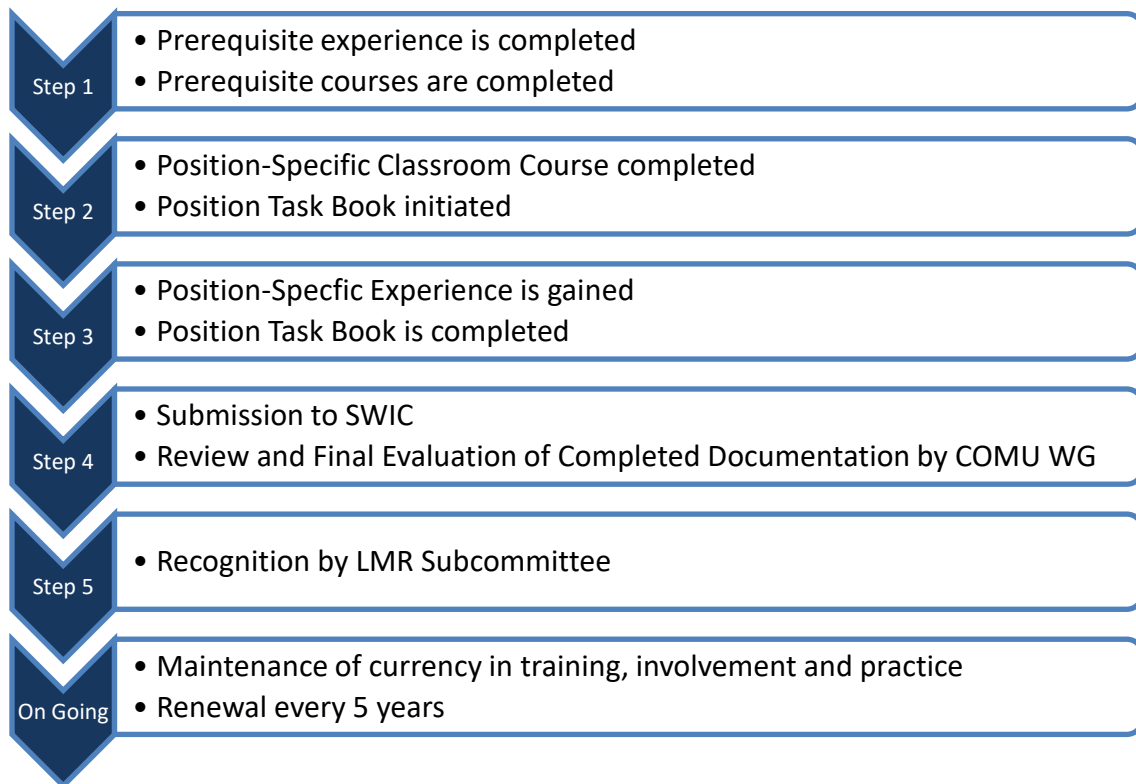 Step 1
• Prerequisite experience is completed
• Prerequisite courses are completed
Step 2
• Position-Specific Classroom Course completed
• Position Task Book initiated
Step 3
• Position-Specfic Experience is gained
• Position Task Book is completed
Step 4
• Submission to SWIC
• Review and Final Evaluation of Completed Documentation by COMU WG
Step 5
• Recognition by LMR Subcommittee
On Going
• Maintenance of currency in training, involvement and practice
• Renewal every 5 years